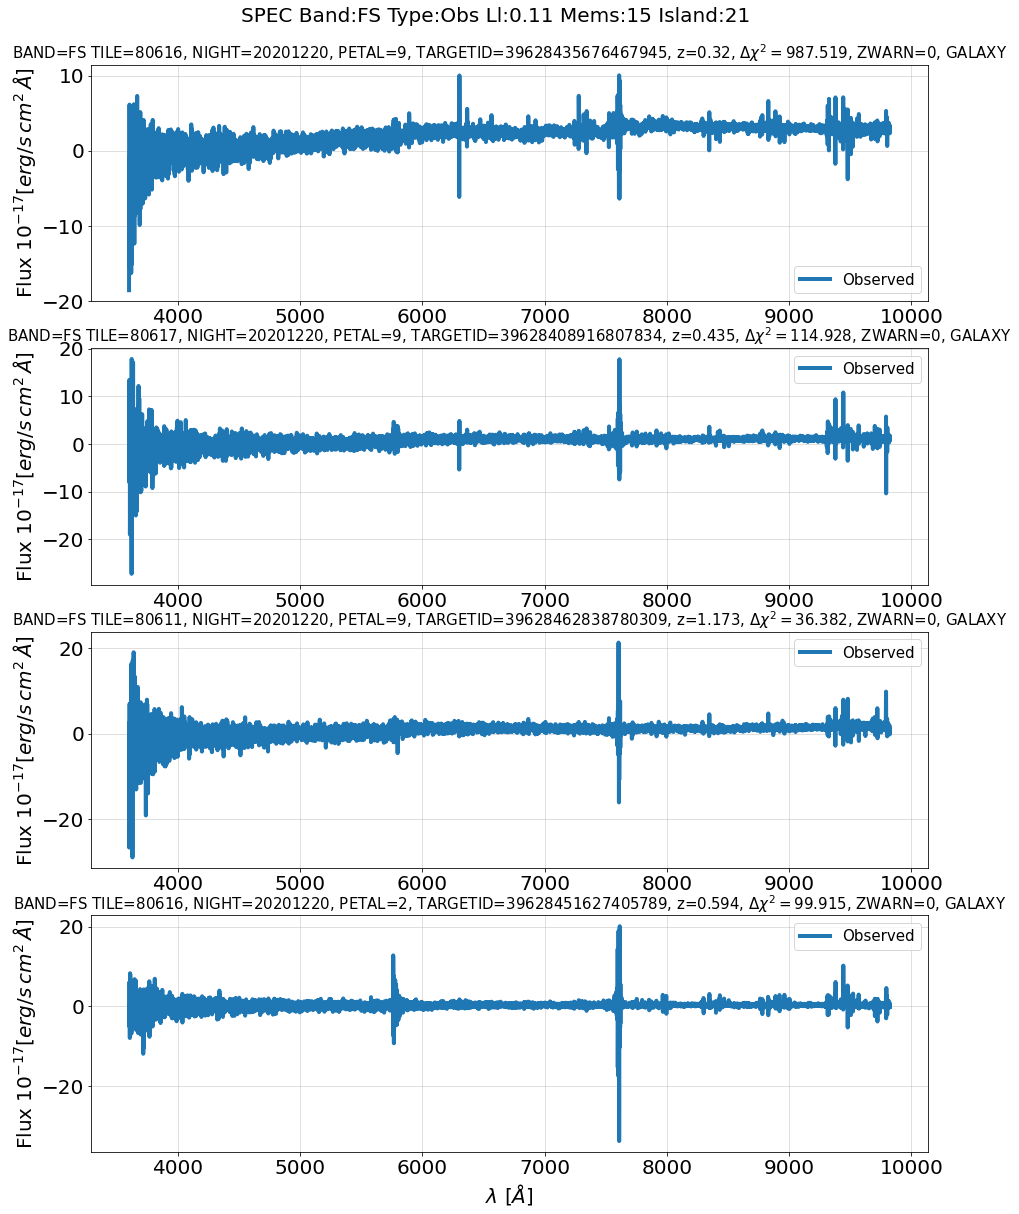 SPEC Band:FS Type:Obs Ll:0.11 Mems:15 Island:21
BAND=FS TILE=80616, NIGHT=20201220, PETAL=9, TARGETID=39628435676467945, z=0.32, Δχ² = 987.519, ZWARN=0, GALAXY
10
0
−10
−20
Flux 10⁻¹⁷[erg/s cm² Å]
Observed
4000 5000 6000 7000 8000 9000 10000
BAND=FS TILE=80617, NIGHT=20201220, PETAL=9, TARGETID=39628408916807834, z=0.435, Δχ² = 114.928, ZWARN=0, GALAXY
20
10
0
−10
−20
Flux 10⁻¹⁷[erg/s cm² Å]
Observed
4000 5000 6000 7000 8000 9000 10000
BAND=FS TILE=80611, NIGHT=20201220, PETAL=9, TARGETID=39628462838780309, z=1.173, Δχ² = 36.382, ZWARN=0, GALAXY
20
0
−20
Flux 10⁻¹⁷[erg/s cm² Å]
Observed
4000 5000 6000 7000 8000 9000 10000
BAND=FS TILE=80616, NIGHT=20201220, PETAL=2, TARGETID=39628451627405789, z=0.594, Δχ² = 99.915, ZWARN=0, GALAXY
20
0
−20
Flux 10⁻¹⁷[erg/s cm² Å]
Observed
4000 5000 6000 7000 8000 9000 10000
λ [Å]